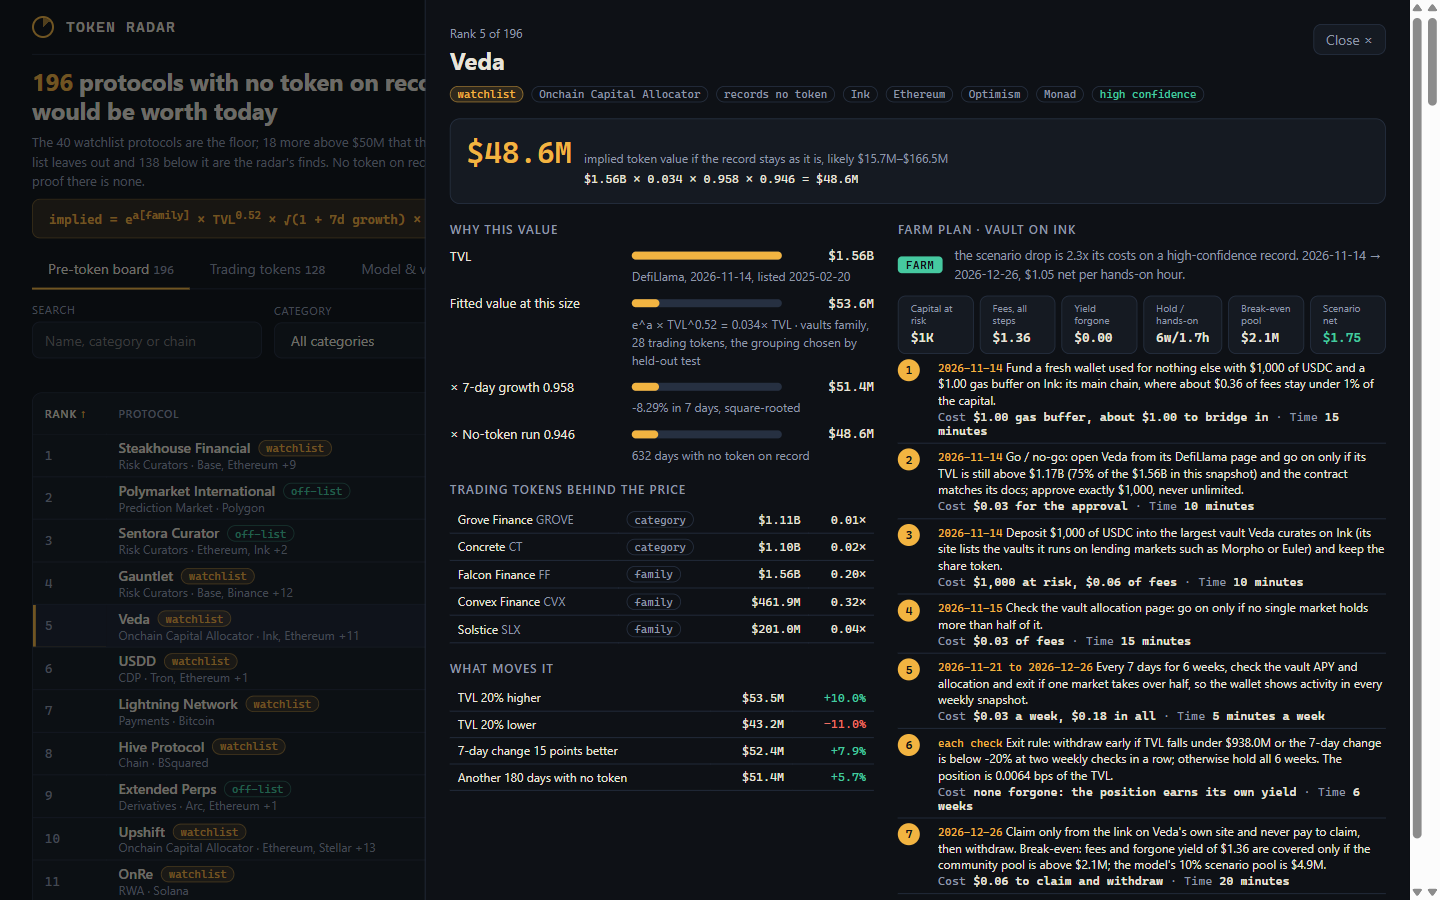 TOKEN RADAR
196 protocols with no token on reco
would be worth today
The 40 watchlist protocols are the floor; 18 more above $50M that th
list leaves out and 138 below it are the radar's finds. No token on rec
proof there is none.
implied = e^a[family] × TVL^0.52 × √(1 + 7d growth) ×
Pre-token board 196 Trading tokens 128 Model & v
SEARCH CATEGORY
Name, category or chain All categories
RANK ↑ PROTOCOL
1 Steakhouse Financial watchlist
Risk Curators · Base, Ethereum +9
2 Polymarket International off-list
Prediction Market · Polygon
3 Sentora Curator off-list
Risk Curators · Ethereum, Ink +2
4 Gauntlet watchlist
Risk Curators · Base, Binance +12
5 Veda watchlist
Onchain Capital Allocator · Ink, Ethereum +11
6 USDD watchlist
CDP · Tron, Ethereum +1
7 Lightning Network watchlist
Payments · Bitcoin
8 Hive Protocol watchlist
Chain · BSquared
9 Extended Perps off-list
Derivatives · Arc, Ethereum +1
10 Upshift watchlist
Onchain Capital Allocator · Ethereum, Stellar +13
11 OnRe watchlist
RWA · Solana
Rank 5 of 196
Close ×
Veda
watchlist Onchain Capital Allocator records no token Ink Ethereum Optimism Monad high confidence
$48.6M implied token value if the record stays as it is, likely $15.7M–$166.5M
$1.56B × 0.034 × 0.958 × 0.946 = $48.6M
WHY THIS VALUE
TVL $1.56B
DefiLlama, 2026-11-14, listed 2025-02-20
Fitted value at this size $53.6M
e^a × TVL^0.52 = 0.034× TVL · vaults family,
28 trading tokens, the grouping chosen by
held-out test
× 7-day growth 0.958 $51.4M
-8.29% in 7 days, square-rooted
× No-token run 0.946 $48.6M
632 days with no token on record
TRADING TOKENS BEHIND THE PRICE
Grove Finance GROVE category $1.11B 0.01×
Concrete CT category $1.10B 0.02×
Falcon Finance FF family $1.56B 0.20×
Convex Finance CVX family $461.9M 0.32×
Solstice SLX family $201.0M 0.04×
WHAT MOVES IT
TVL 20% higher $53.5M +10.0%
TVL 20% lower $43.2M −11.0%
7-day change 15 points better $52.4M +7.9%
Another 180 days with no token $51.4M +5.7%
FARM PLAN · VAULT ON INK
FARM the scenario drop is 2.3x its costs on a high-confidence record. 2026-11-14 →
2026-12-26, $1.05 net per hands-on hour.
Capital at risk $1K
Fees, all steps $1.36
Yield forgone $0.00
Hold / hands-on 6w/1.7h
Break-even pool $2.1M
Scenario net $1.75
1 2026-11-14 Fund a fresh wallet used for nothing else with $1,000 of USDC and a
$1.00 gas buffer on Ink: its main chain, where about $0.36 of fees stay under 1% of
the capital.
Cost $1.00 gas buffer, about $1.00 to bridge in · Time 15
minutes
2 2026-11-14 Go / no-go: open Veda from its DefiLlama page and go on only if its
TVL is still above $1.17B (75% of the $1.56B in this snapshot) and the contract
matches its docs; approve exactly $1,000, never unlimited.
Cost $0.03 for the approval · Time 10 minutes
3 2026-11-14 Deposit $1,000 of USDC into the largest vault Veda curates on Ink (its
site lists the vaults it runs on lending markets such as Morpho or Euler) and keep the
share token.
Cost $1,000 at risk, $0.06 of fees · Time 10 minutes
4 2026-11-15 Check the vault allocation page: go on only if no single market holds
more than half of it.
Cost $0.03 of fees · Time 15 minutes
5 2026-11-21 to 2026-12-26 Every 7 days for 6 weeks, check the vault APY and
allocation and exit if one market takes over half, so the wallet shows activity in every
weekly snapshot.
Cost $0.03 a week, $0.18 in all · Time 5 minutes a week
6 each check Exit rule: withdraw early if TVL falls under $938.0M or the 7-day change
is below -20% at two weekly checks in a row; otherwise hold all 6 weeks. The
position is 0.0064 bps of the TVL.
Cost none forgone: the position earns its own yield · Time 6
weeks
7 2026-12-26 Claim only from the link on Veda's own site and never pay to claim,
then withdraw. Break-even: fees and forgone yield of $1.36 are covered only if the
community pool is above $2.1M; the model's 10% scenario pool is $4.9M.
Cost $0.06 to claim and withdraw · Time 20 minutes